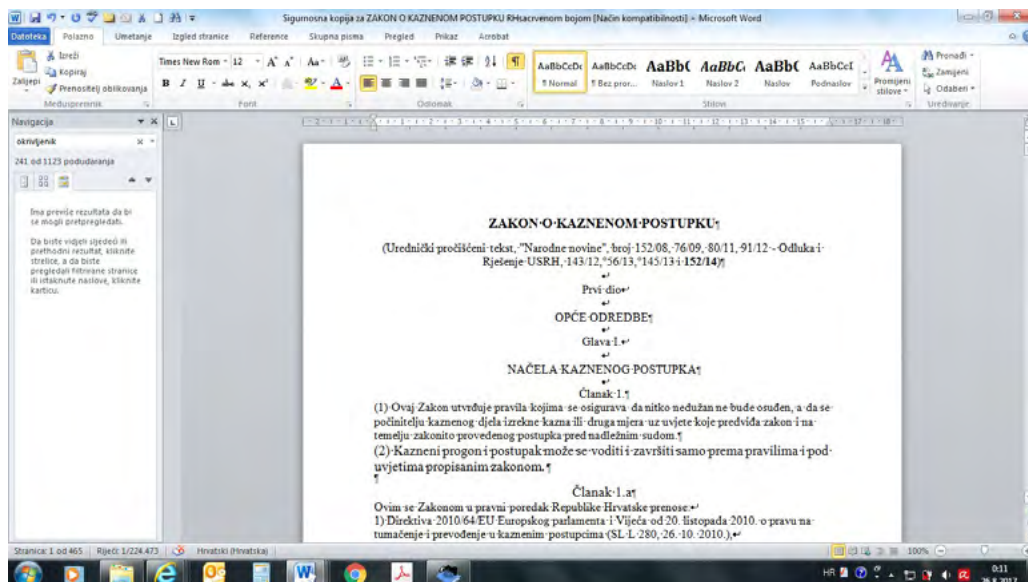 Sigurnosna kopija za ZAKON O KAZNENOM POSTUPKU RHsacrvenom bojom [Način kompatibilnosti] - Microsoft Word
Datoteka Polazno Umetanje Izgled stranice Reference Skupna pisma Pregled Prikaz Acrobat
Zalijepi
Izreži
Kopiraj
Prenositelj oblikovanja
Međuspremnik
Times New Rom 12
Font
Odlomak
AaBbCcDc AaBbCcDc AaBbC AaBbC AaBbC AaBbCcI
¶ Normal ¶ Bez pror... Naslov 1 Naslov 2 Naslov Podnaslov
Promijeni stilove
Stilovi
Pronađi
Zamijeni
Odaberi
Uređivanje
Navigacija
okrivljenik
241 od 1123 podudaranja
Ima previše rezultata da bi
se mogli pretpregledati.
Da biste vidjeli sljedeći ili
prethodni rezultat, kliknite
strelice, a da biste
pregledali filtrirane stranice
ili istaknute naslove, kliknite
karticu.
ZAKON O KAZNENOM POSTUPKU¶
(Urednički pročišćeni tekst, "Narodne novine", broj 152/08, 76/09, 80/11, 91/12 - Odluka i
Rješenje USRH, 143/12, 56/13, 145/13 i 152/14)¶
Prvi dio
OPĆE ODREDBE¶
Glava I.
NAČELA KAZNENOG POSTUPKA¶
Članak 1.¶
(1) Ovaj Zakon utvrđuje pravila kojima se osigurava da nitko nedužan ne bude osuđen, a da se
počinitelju kaznenog djela izrekne kazna ili druga mjera uz uvjete koje predviđa zakon i na
temelju zakonito provedenog postupka pred nadležnim sudom.¶
(2) Kazneni progon i postupak može se voditi i završiti samo prema pravilima i pod
uvjetima propisanim zakonom. ¶
¶
Članak 1.a¶
Ovim se Zakonom u pravni poredak Republike Hrvatske prenose:
1) Direktiva 2010/64/EU Europskog parlamenta i Vijeća od 20. listopada 2010. o pravu na
tumačenje i prevođenje u kaznenim postupcima (SL L 280, 26. 10. 2010.),
Stranica: 1 od 465 Riječi: 1/224.473 Hrvatski (Hrvatska) 100%
HR 0:11